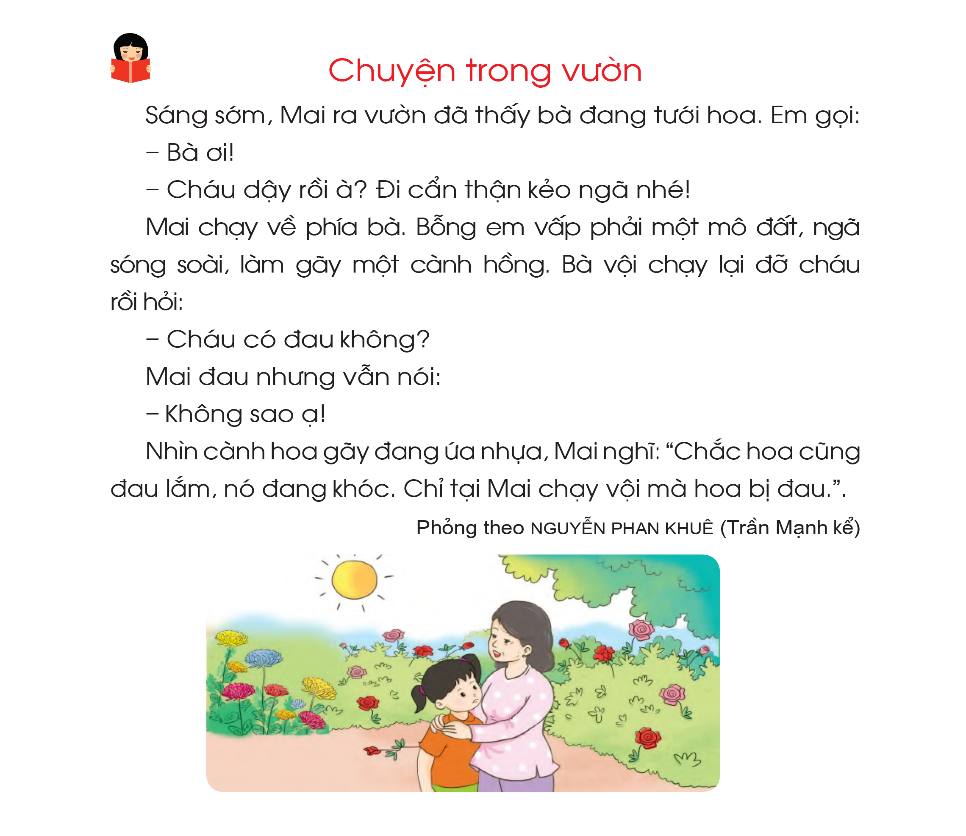 Chuyện trong vườn
Sáng sớm, Mai ra vườn đã thấy bà đang tưới hoa. Em gọi:
– Bà ơi!
– Cháu dậy rồi à? Đi cẩn thận kẻo ngã nhé!
Mai chạy về phía bà. Bỗng em vấp phải một mô đất, ngã
sóng soài, làm gãy một cành hồng. Bà vội chạy lại đỡ cháu
rồi hỏi:
– Cháu có đau không?
Mai đau nhưng vẫn nói:
– Không sao ạ!
Nhìn cành hoa gãy đang ứa nhựa, Mai nghĩ: “Chắc hoa cũng
đau lắm, nó đang khóc. Chỉ tại Mai chạy vội mà hoa bị đau.”.
Phỏng theo NGUYỄN PHAN KHUÊ (Trần Mạnh kể)